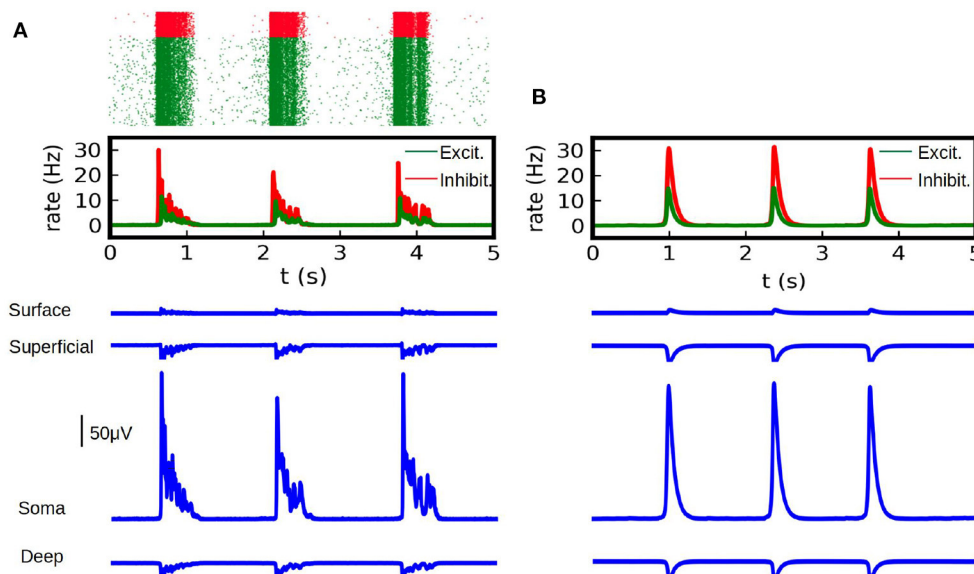 A
30
20
10
0
rate (Hz)
Excit.
Inhibit.
0 1 2 3 4 5
t (s)
Surface
Superficial
50µV
Soma
Deep
B
30
20
10
0
rate (Hz)
Excit.
Inhibit.
0 1 2 3 4 5
t (s)